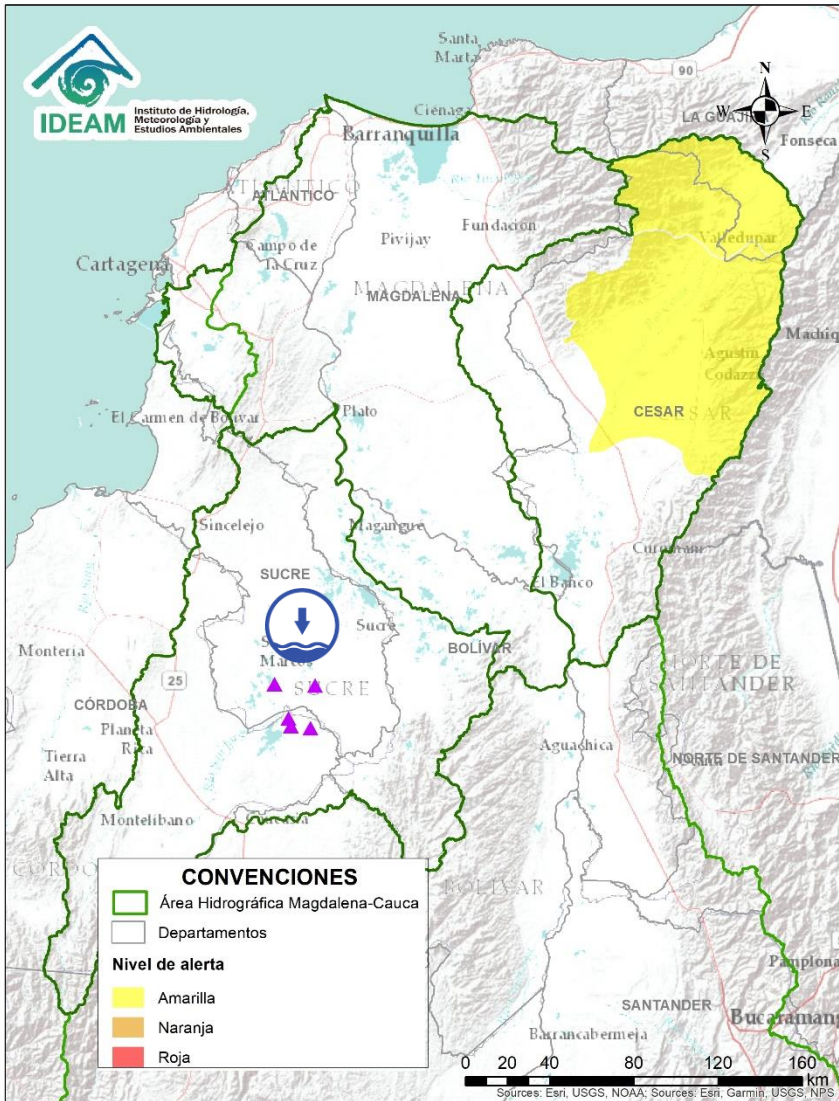 IDEAM
Instituto de Hidrología,
Meteorología y
Estudios Ambientales
Santa
Marta
90
N
W E
S
Ciénaga
LA GUAJI
Fonseca
Barranquilla
ATLÁNTICO
ATLÁNTICO
Fundación
Pivijay
Valledupar
Campo de
la Cruz
Cartagena
MAGDALENA
MAGDALENA
Machiq
Agustín
Codazzi
CESAR
El Carmen de Bolívar
Plato
Sincelejo
Magangué
Curumaní
SUCRE
El Banco
Sucre
Marcos
BOLÍVAR
Montería
SUCRE
NORTE DE
SANTANDER
25
CÓRDOBA
Planeta
Rica
Aguachica
Tierra
Alta
NORTE DE SANTANDER
Montelíbano
BOLÍVAR
CONVENCIONES
Área Hidrográfica Magdalena-Cauca
Departamentos
Nivel de alerta
Amarilla
Naranja
Roja
Pamplona
SANTANDER
Bucaramang
Barrancabermeja
0 20 40 80 120 160
km
Sources: Esri, USGS, NOAA; Sources: Esri, Garmin, USGS, NPS